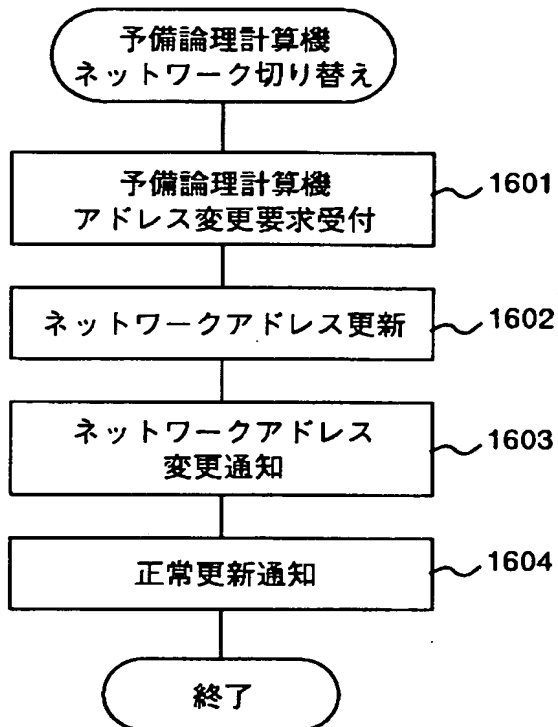 予備論理計算機
ネットワーク切り替え
予備論理計算機
アドレス変更要求受付
1601
ネットワークアドレス更新
1602
ネットワークアドレス
変更通知
1603
正常更新通知
1604
終了